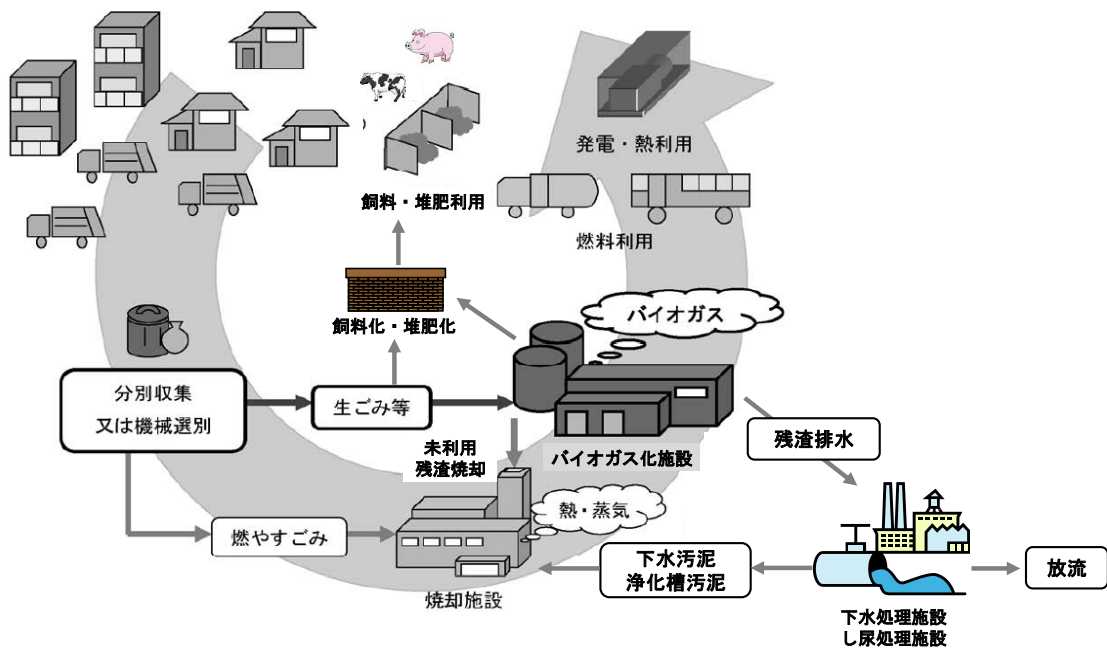 発電・熱利用
)
飼料・堆肥利用
燃料利用
飼料化・堆肥化
バイオガス
分別収集
又は機械選別
生ごみ等
未利用
残渣焼却
バイオガス化施設
残渣排水
熱・蒸気
燃やすごみ
焼却施設
下水汚泥
浄化槽汚泥
放流
下水処理施設
し尿処理施設